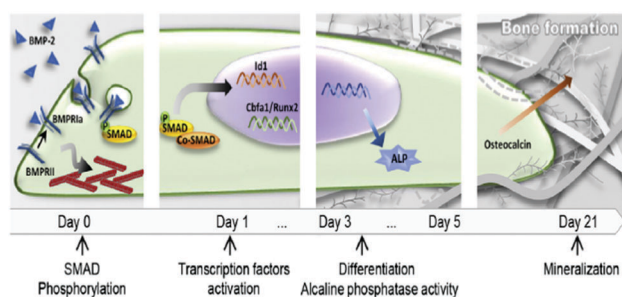 Bone formation
BMP-2
Id1
BMPRIa
Cbfa1/Runx2
P
SMAD
P
SMAD
Co-SMAD
Osteocalcin
ALP
BMPRII
Day 0
Day 1
...
Day 3
...
Day 5
Day 21
SMAD
Phosphorylation
Transcription factors
activation
Differentiation
Alcaline phosphatase activity
Mineralization